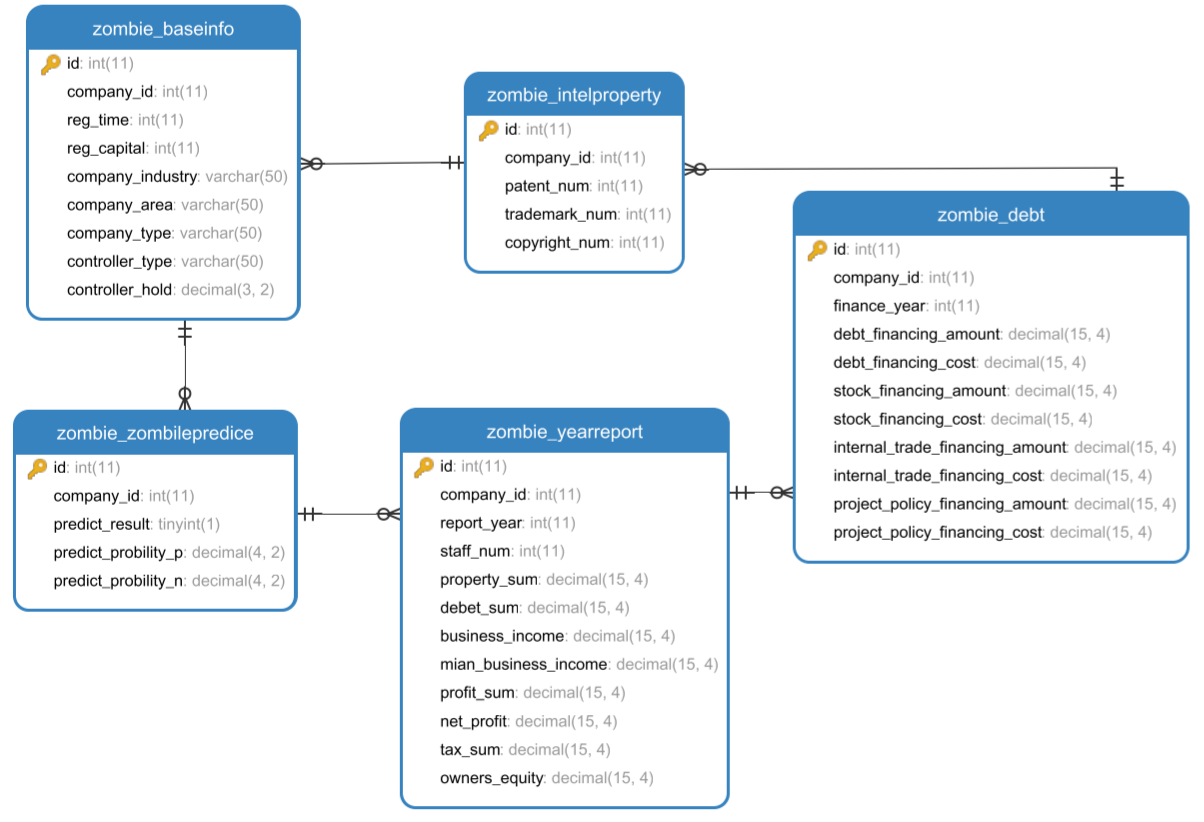 zombie_baseinfo
id: int(11)
company_id: int(11)
reg_time: int(11)
reg_capital: int(11)
company_industry: varchar(50)
company_area: varchar(50)
company_type: varchar(50)
controller_type: varchar(50)
controller_hold: decimal(3, 2)
zombie_intelproperty
id: int(11)
company_id: int(11)
patent_num: int(11)
trademark_num: int(11)
copyright_num: int(11)
zombie_debt
id: int(11)
company_id: int(11)
finance_year: int(11)
debt_financing_amount: decimal(15, 4)
debt_financing_cost: decimal(15, 4)
stock_financing_amount: decimal(15, 4)
stock_financing_cost: decimal(15, 4)
internal_trade_financing_amount: decimal(15, 4)
internal_trade_financing_cost: decimal(15, 4)
project_policy_financing_amount: decimal(15, 4)
project_policy_financing_cost: decimal(15, 4)
zombie_zombilepredice
id: int(11)
company_id: int(11)
predict_result: tinyint(1)
predict_probility_p: decimal(4, 2)
predict_probility_n: decimal(4, 2)
zombie_yearreport
id: int(11)
company_id: int(11)
report_year: int(11)
staff_num: int(11)
property_sum: decimal(15, 4)
debet_sum: decimal(15, 4)
business_income: decimal(15, 4)
mian_business_income: decimal(15, 4)
profit_sum: decimal(15, 4)
net_profit: decimal(15, 4)
tax_sum: decimal(15, 4)
owners_equity: decimal(15, 4)